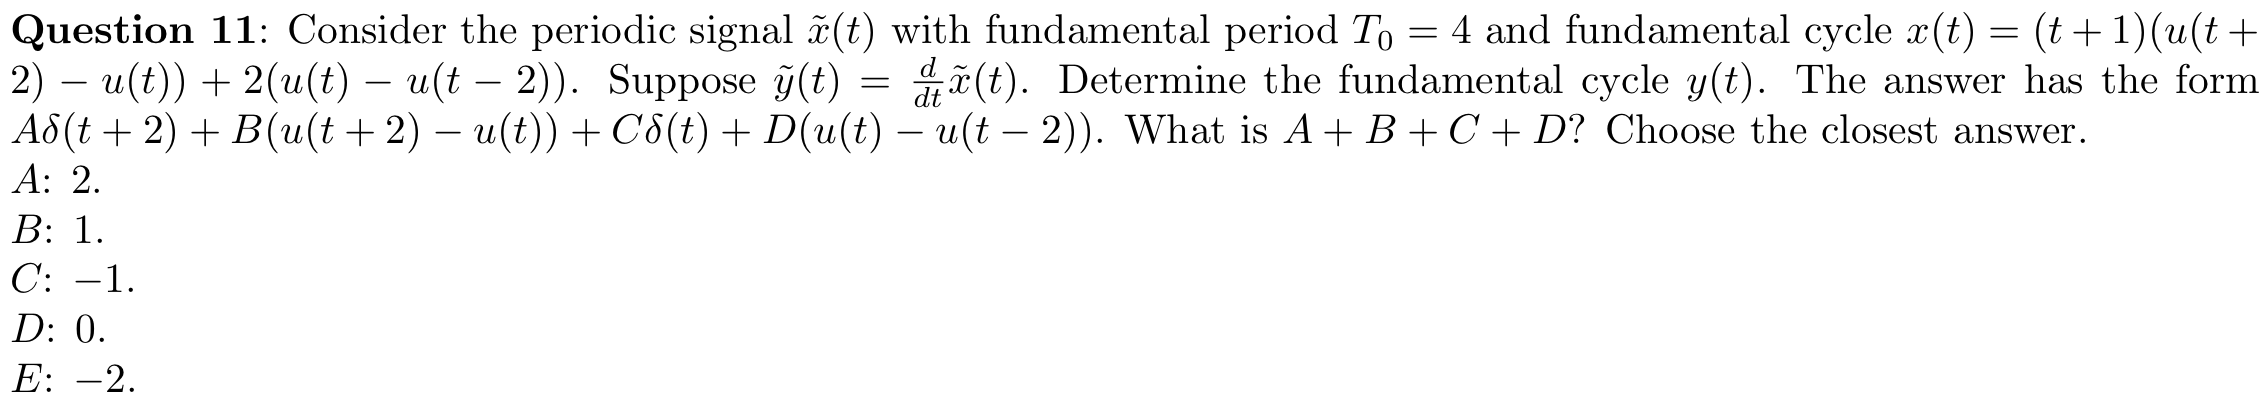 Question 11: Consider the periodic signal x̃(t) with fundamental period T₀ = 4 and fundamental cycle x(t) = (t + 1)(u(t +
2) − u(t)) + 2(u(t) − u(t − 2)). Suppose ỹ(t) = d/dt x̃(t). Determine the fundamental cycle y(t). The answer has the form
Aδ(t + 2) + B(u(t + 2) − u(t)) + Cδ(t) + D(u(t) − u(t − 2)). What is A + B + C + D? Choose the closest answer.
A: 2.
B: 1.
C: −1.
D: 0.
E: −2.